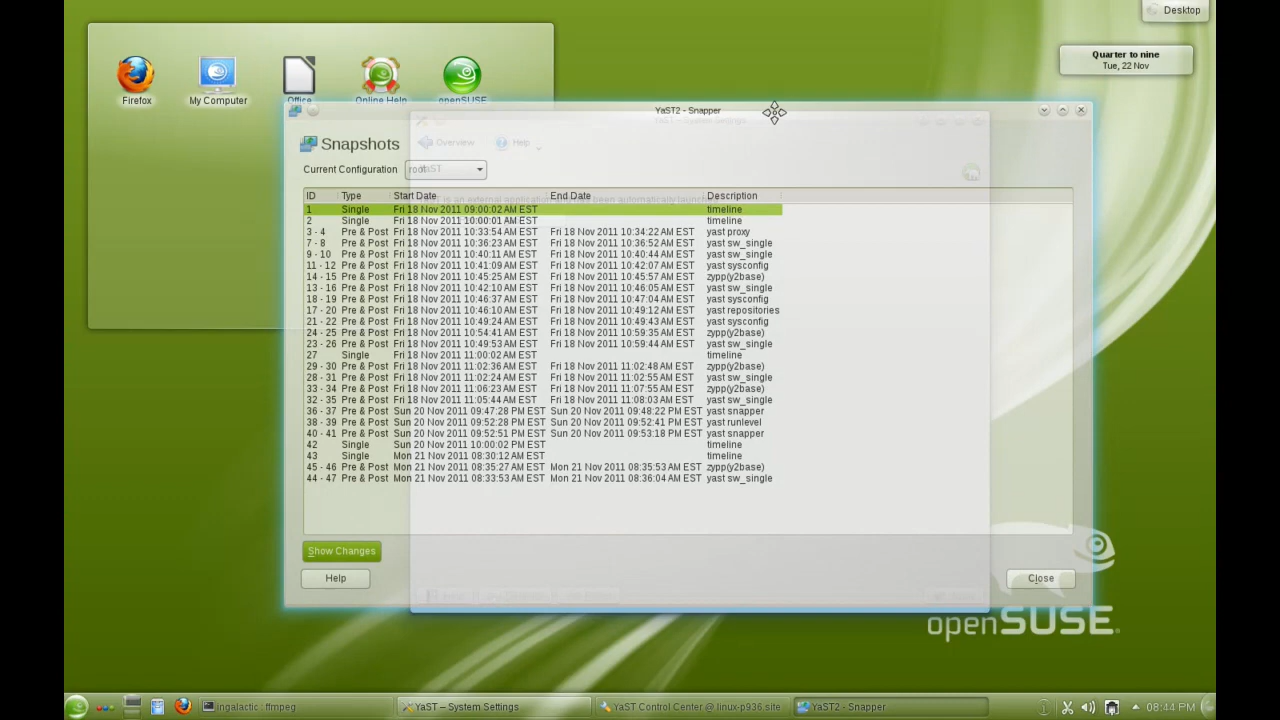 Desktop
Quarter to nine
Tue, 22 Nov
Firefox
My Computer
Office
Online Help
openSUSE
YaST2 - Snapper
YaST - System Settings
Snapshots
Overview
Help
Current Configuration
root
YaST
ID Type Start Date End Date Description
1 Single Fri 18 Nov 2011 09:00:02 AM EST timeline
2 Single Fri 18 Nov 2011 10:00:01 AM EST timeline
3 - 4 Pre & Post Fri 18 Nov 2011 10:33:54 AM EST Fri 18 Nov 2011 10:34:22 AM EST yast proxy
7 - 8 Pre & Post Fri 18 Nov 2011 10:36:23 AM EST Fri 18 Nov 2011 10:36:52 AM EST yast sw_single
9 - 10 Pre & Post Fri 18 Nov 2011 10:40:11 AM EST Fri 18 Nov 2011 10:40:44 AM EST yast sw_single
11 - 12 Pre & Post Fri 18 Nov 2011 10:41:09 AM EST Fri 18 Nov 2011 10:42:07 AM EST yast sysconfig
14 - 15 Pre & Post Fri 18 Nov 2011 10:45:25 AM EST Fri 18 Nov 2011 10:45:57 AM EST zypp(y2base)
13 - 16 Pre & Post Fri 18 Nov 2011 10:42:10 AM EST Fri 18 Nov 2011 10:46:05 AM EST yast sw_single
18 - 19 Pre & Post Fri 18 Nov 2011 10:46:37 AM EST Fri 18 Nov 2011 10:47:04 AM EST yast sysconfig
17 - 20 Pre & Post Fri 18 Nov 2011 10:46:10 AM EST Fri 18 Nov 2011 10:49:12 AM EST yast repositories
21 - 22 Pre & Post Fri 18 Nov 2011 10:49:24 AM EST Fri 18 Nov 2011 10:49:43 AM EST yast sysconfig
24 - 25 Pre & Post Fri 18 Nov 2011 10:54:41 AM EST Fri 18 Nov 2011 10:59:35 AM EST zypp(y2base)
23 - 26 Pre & Post Fri 18 Nov 2011 10:49:53 AM EST Fri 18 Nov 2011 10:59:44 AM EST yast sw_single
27 Single Fri 18 Nov 2011 11:00:02 AM EST timeline
29 - 30 Pre & Post Fri 18 Nov 2011 11:02:36 AM EST Fri 18 Nov 2011 11:02:48 AM EST zypp(y2base)
28 - 31 Pre & Post Fri 18 Nov 2011 11:02:24 AM EST Fri 18 Nov 2011 11:02:55 AM EST yast sw_single
33 - 34 Pre & Post Fri 18 Nov 2011 11:06:23 AM EST Fri 18 Nov 2011 11:07:55 AM EST zypp(y2base)
32 - 35 Pre & Post Fri 18 Nov 2011 11:05:44 AM EST Fri 18 Nov 2011 11:08:03 AM EST yast sw_single
36 - 37 Pre & Post Sun 20 Nov 2011 09:47:28 PM EST Sun 20 Nov 2011 09:48:22 PM EST yast snapper
38 - 39 Pre & Post Sun 20 Nov 2011 09:52:28 PM EST Sun 20 Nov 2011 09:52:41 PM EST yast runlevel
40 - 41 Pre & Post Sun 20 Nov 2011 09:52:51 PM EST Sun 20 Nov 2011 09:53:18 PM EST yast snapper
42 Single Sun 20 Nov 2011 10:00:02 PM EST timeline
43 Single Mon 21 Nov 2011 08:30:12 AM EST timeline
45 - 46 Pre & Post Mon 21 Nov 2011 08:35:27 AM EST Mon 21 Nov 2011 08:35:53 AM EST zypp(y2base)
44 - 47 Pre & Post Mon 21 Nov 2011 08:33:53 AM EST Mon 21 Nov 2011 08:36:04 AM EST yast sw_single
Show Changes
Help
Close
openSUSE
ingalactic : ffmpeg
YaST – System Settings
YaST Control Center @ linux-p936.site
YaST2 - Snapper
08:44 PM